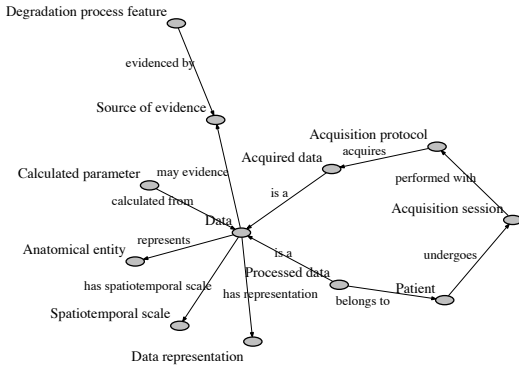 Degradation process feature
evidenced by
Source of evidence
Acquisition protocol
acquires
Acquired data
Calculated parameter
may evidence
performed with
calculated from
is a
Acquisition session
Data
represents
Anatomical entity
is a
undergoes
Processed data
has spatiotemporal scale
has representation
belongs to
Patient
Spatiotemporal scale
Data representation